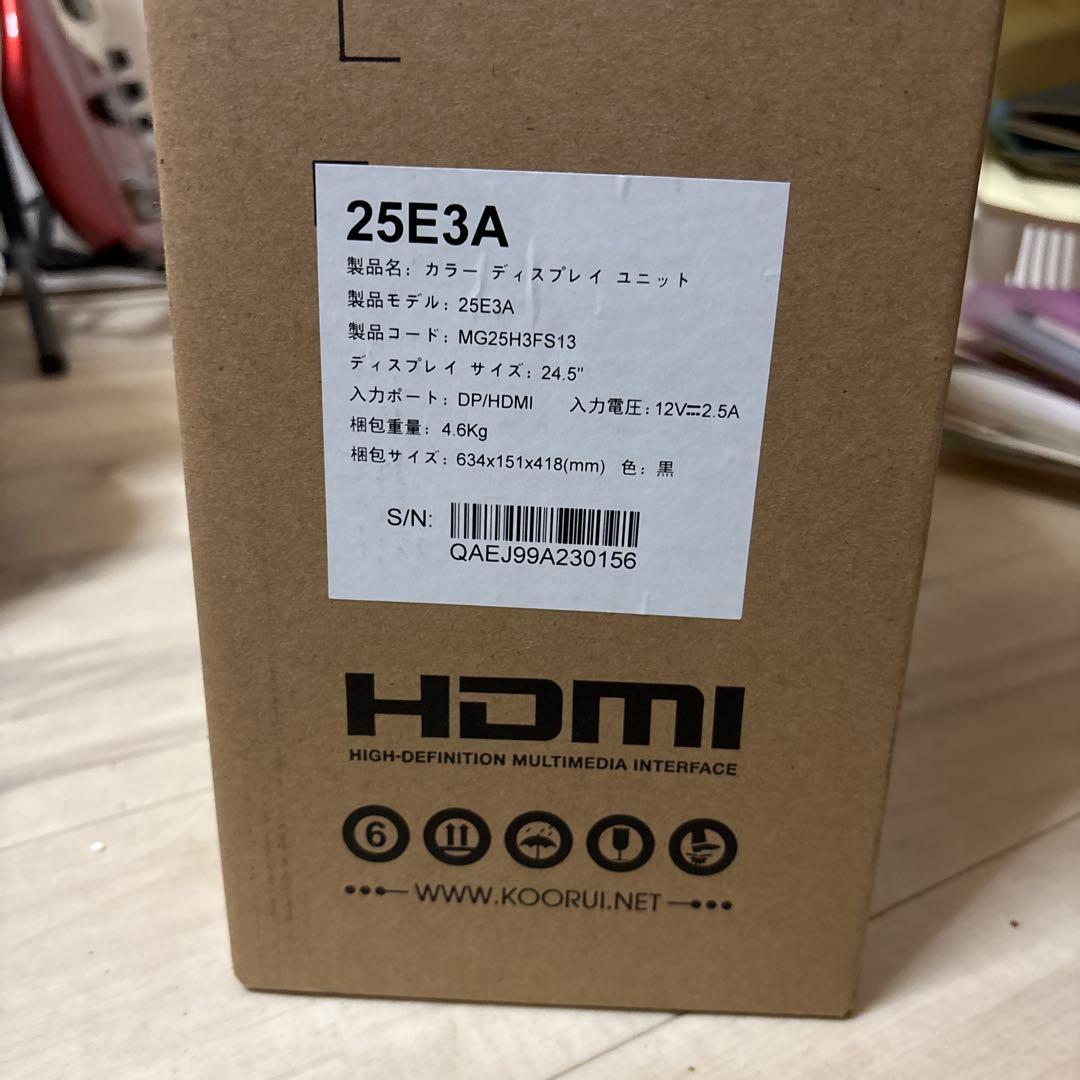 25E3A
製品名: カラー ディスプレイ ユニット
製品モデル: 25E3A
製品コード: MG25H3FS13
ディスプレイ サイズ: 24.5"
入力ポート: DP/HDMI 入力電圧: 12V⎓2.5A
梱包重量: 4.6Kg
梱包サイズ: 634x151x418(mm) 色: 黒
S/N:
QAEJ99A230156
HDMI
HIGH-DEFINITION MULTIMEDIA INTERFACE
6
WWW.KOORUI.NET